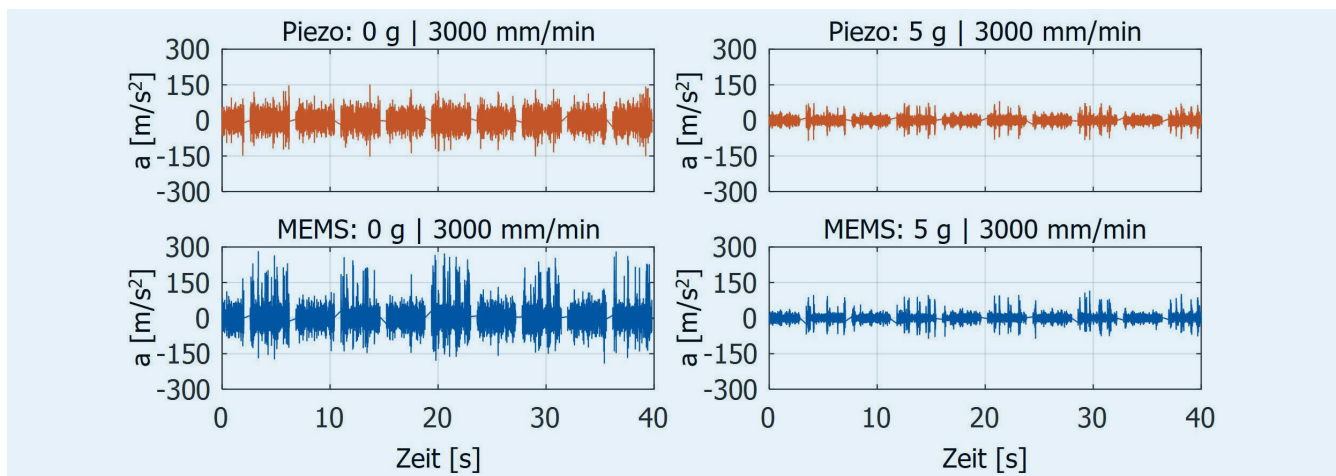 Piezo: 0 g | 3000 mm/min
300
150
0
-150
-300
a [m/s²]
Piezo: 5 g | 3000 mm/min
300
150
0
-150
-300
a [m/s²]
MEMS: 0 g | 3000 mm/min
300
150
0
-150
-300
a [m/s²]
0 10 20 30 40
Zeit [s]
MEMS: 5 g | 3000 mm/min
300
150
0
-150
-300
a [m/s²]
0 10 20 30 40
Zeit [s]